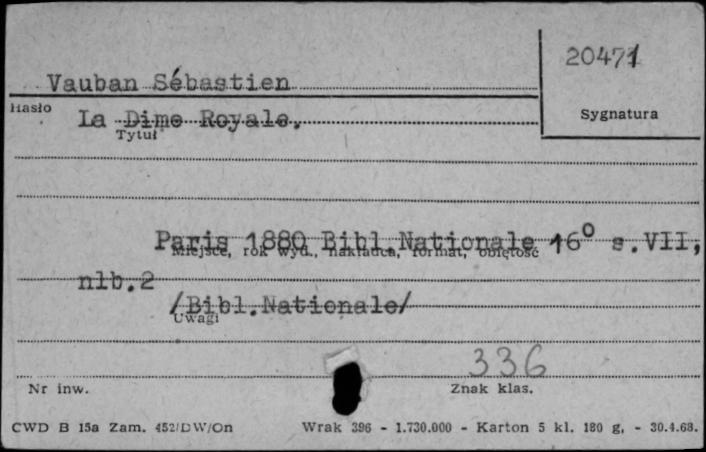 20471
Vauban Sébastien
Hasło
Sygnatura
La Dime Royale.
Tytuł
Paris 1880 Bibl.Nationale 16° s.VII,
Miejsce, rok wyd., nakładca, format, objętość
nlb.2
/Bibl.Nationale/
Uwagi
336
Nr inw.
Znak klas.
CWD B 15a Zam. 452/DW/On Wrak 396 - 1.730.000 - Karton 5 kl. 180 g, - 30.4.68.